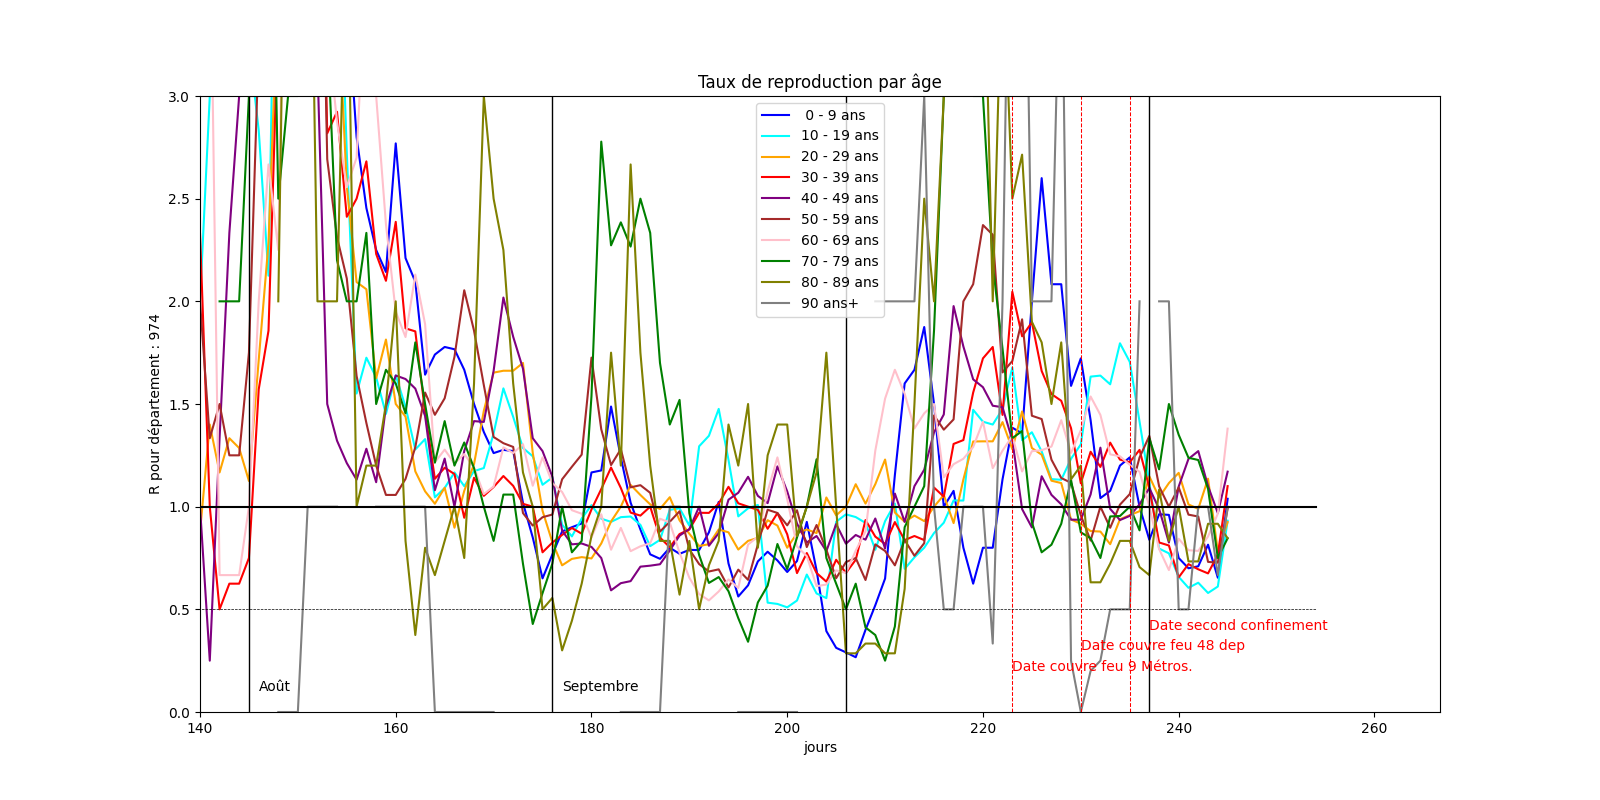 Taux de reproduction par âge
3.0
2.5
2.0
1.5
1.0
0.5
0.0
R pour département : 974
0 - 9 ans
10 - 19 ans
20 - 29 ans
30 - 39 ans
40 - 49 ans
50 - 59 ans
60 - 69 ans
70 - 79 ans
80 - 89 ans
90 ans+
Date second confinement
Date couvre feu 48 dep
Date couvre feu 9 Métros.
Août
Septembre
140
160
180
200
220
240
260
jours